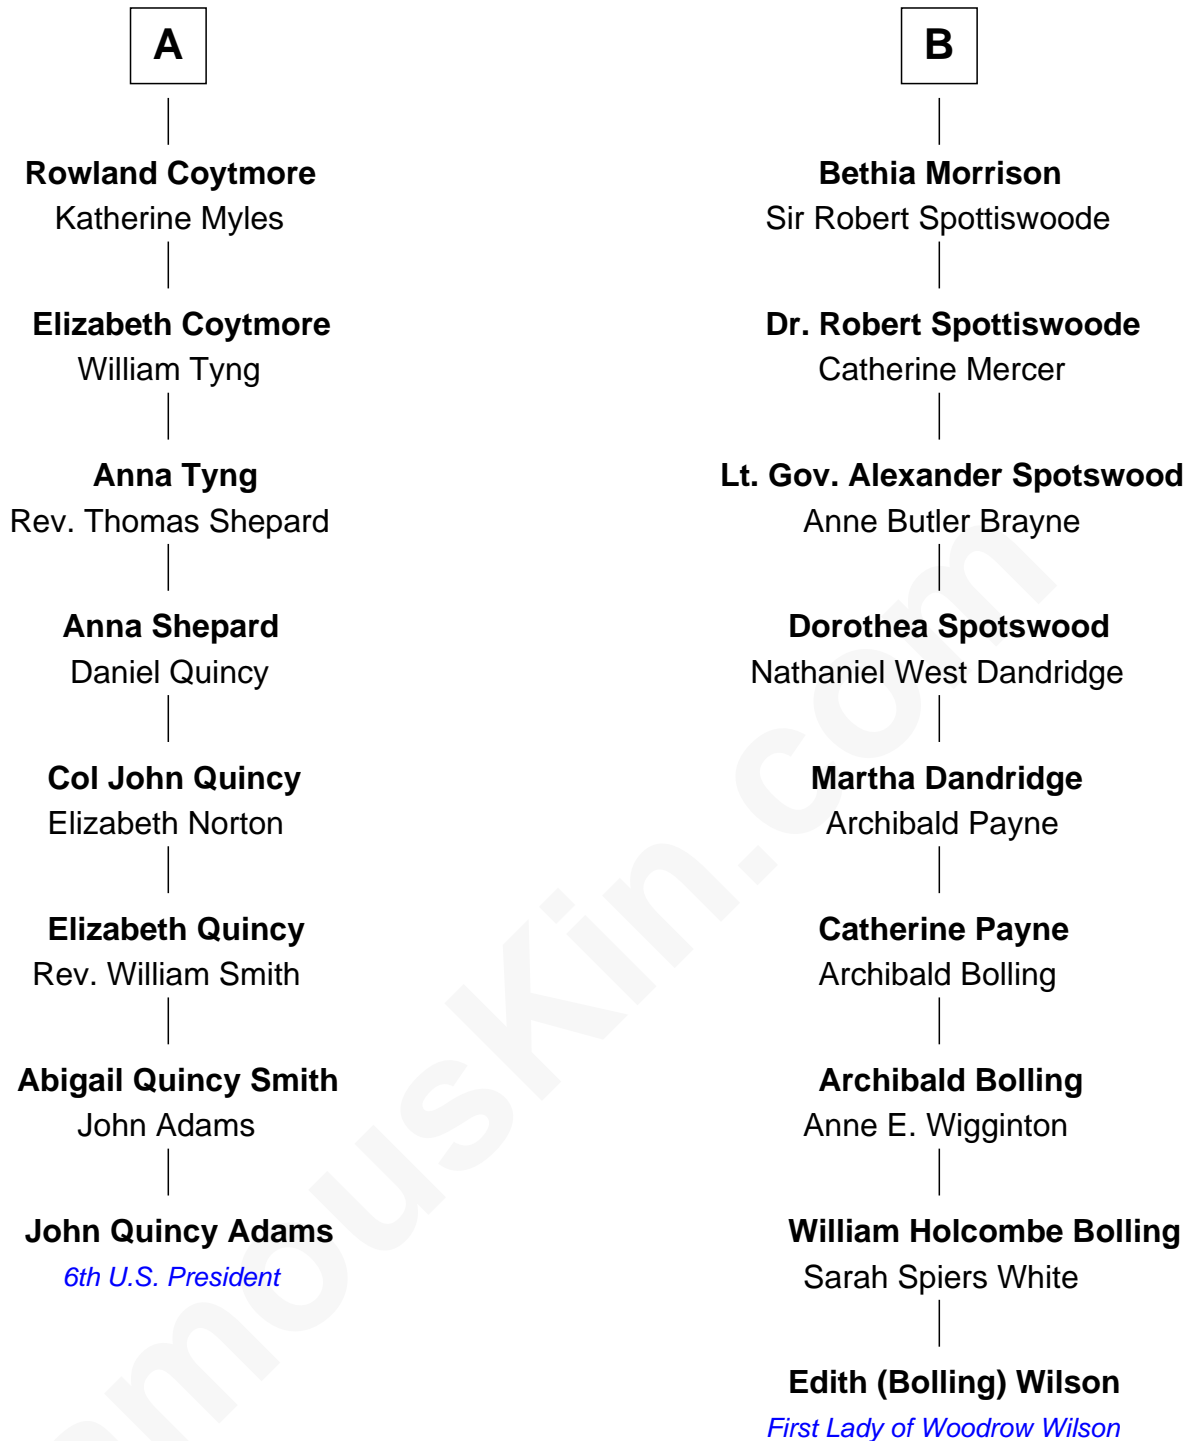 A
Rowland Coytmore
Katherine Myles
Elizabeth Coytmore
William Tyng
Anna Tyng
Rev. Thomas Shepard
Anna Shepard
Daniel Quincy
Col John Quincy
Elizabeth Norton
Elizabeth Quincy
Rev. William Smith
Abigail Quincy Smith
John Adams
John Quincy Adams
6th U.S. President
B
Bethia Morrison
Sir Robert Spottiswoode
Dr. Robert Spottiswoode
Catherine Mercer
Lt. Gov. Alexander Spotswood
Anne Butler Brayne
Dorothea Spotswood
Nathaniel West Dandridge
Martha Dandridge
Archibald Payne
Catherine Payne
Archibald Bolling
Archibald Bolling
Anne E. Wigginton
William Holcombe Bolling
Sarah Spiers White
Edith (Bolling) Wilson
First Lady of Woodrow Wilson
amousKin.com